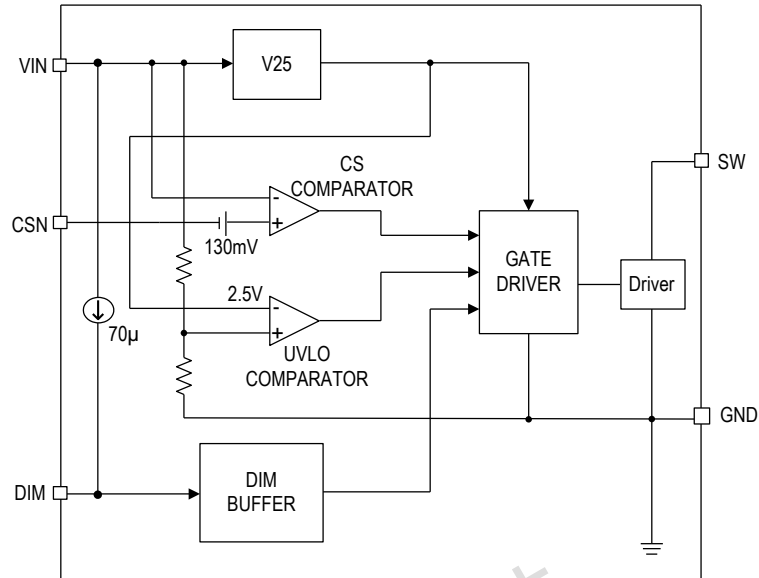 VIN
V25
CS
COMPARATOR
SW
CSN
130mV
GATE
DRIVER
Driver
2.5V
70µ
UVLO
COMPARATOR
GND
DIM
DIM
BUFFER